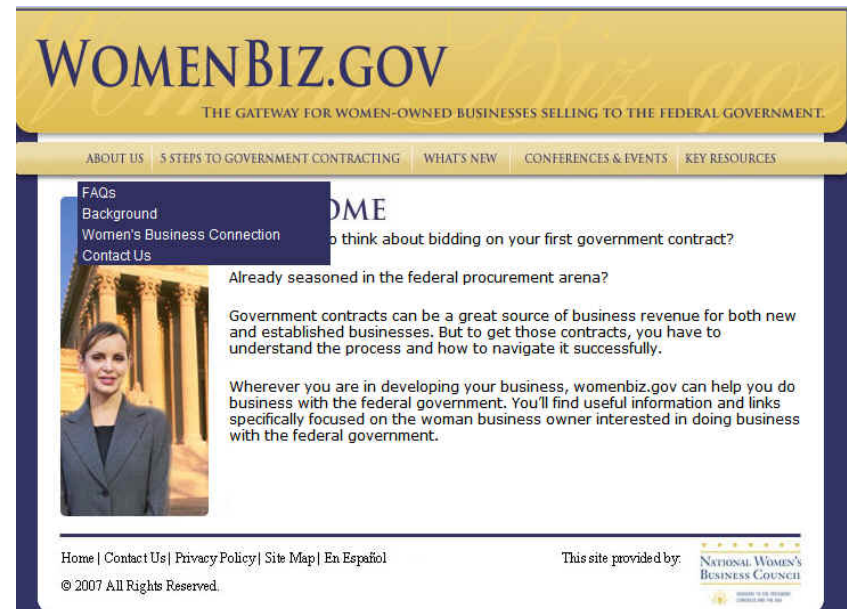 WOMENBIZ.GOV
THE GATEWAY FOR WOMEN-OWNED BUSINESSES SELLING TO THE FEDERAL GOVERNMENT.
ABOUT US 5 STEPS TO GOVERNMENT CONTRACTING WHAT'S NEW CONFERENCES & EVENTS KEY RESOURCES
FAQs
Background
Women's Business Connection
Contact Us
OME
o think about bidding on your first government contract?
Already seasoned in the federal procurement arena?
Government contracts can be a great source of business revenue for both new
and established businesses. But to get those contracts, you have to
understand the process and how to navigate it successfully.
Wherever you are in developing your business, womenbiz.gov can help you do
business with the federal government. You'll find useful information and links
specifically focused on the woman business owner interested in doing business
with the federal government.
Home | Contact Us | Privacy Policy | Site Map | En Español
This site provided by:
© 2007 All Rights Reserved.
NATIONAL WOMEN'S
BUSINESS COUNCIL